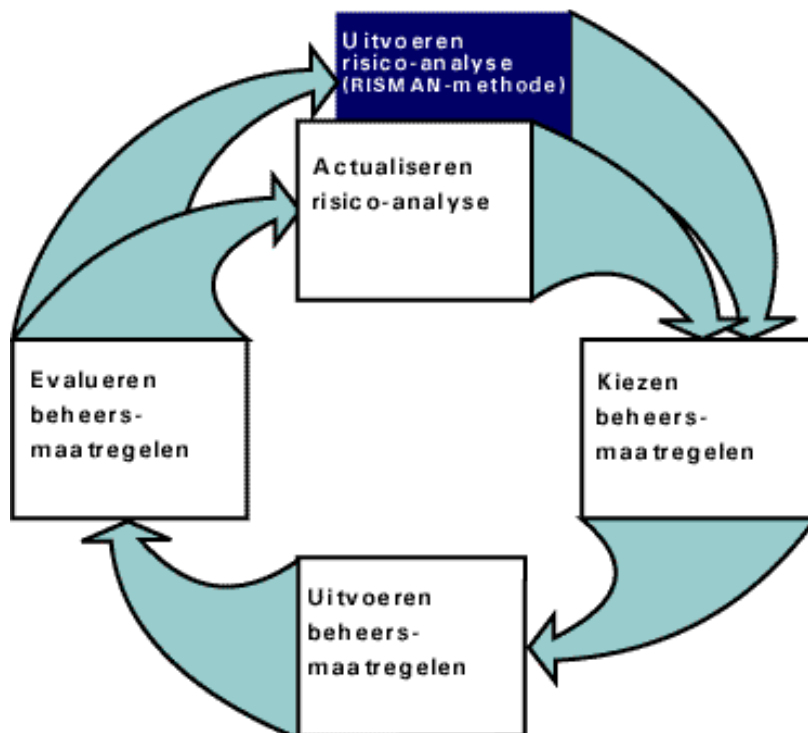 Uitvoeren
risico-analyse
(RISMAN-methode)
Actualiseren
risico-analyse
Evalueren
beheers-
maatregelen
Kiezen
beheers-
maatregelen
Uitvoeren
beheers-
maatregelen